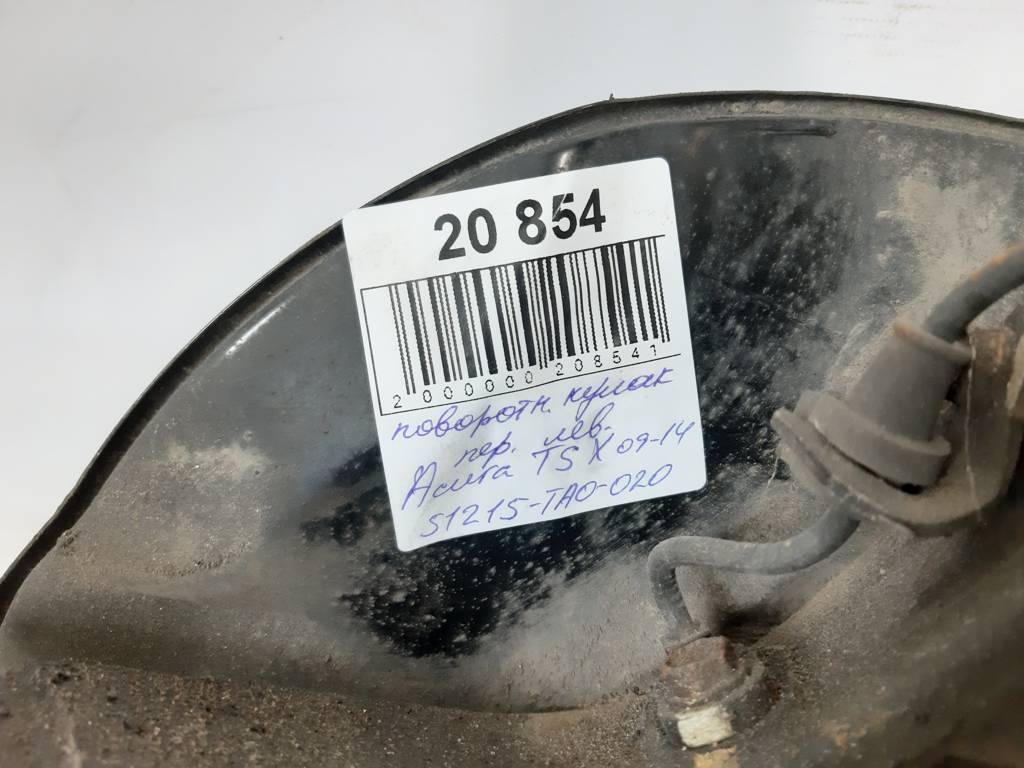 20 854
2 000000 208541
поворотн. кулак
пер. лев.
Acura TSX 09-14
51215-TA0-020